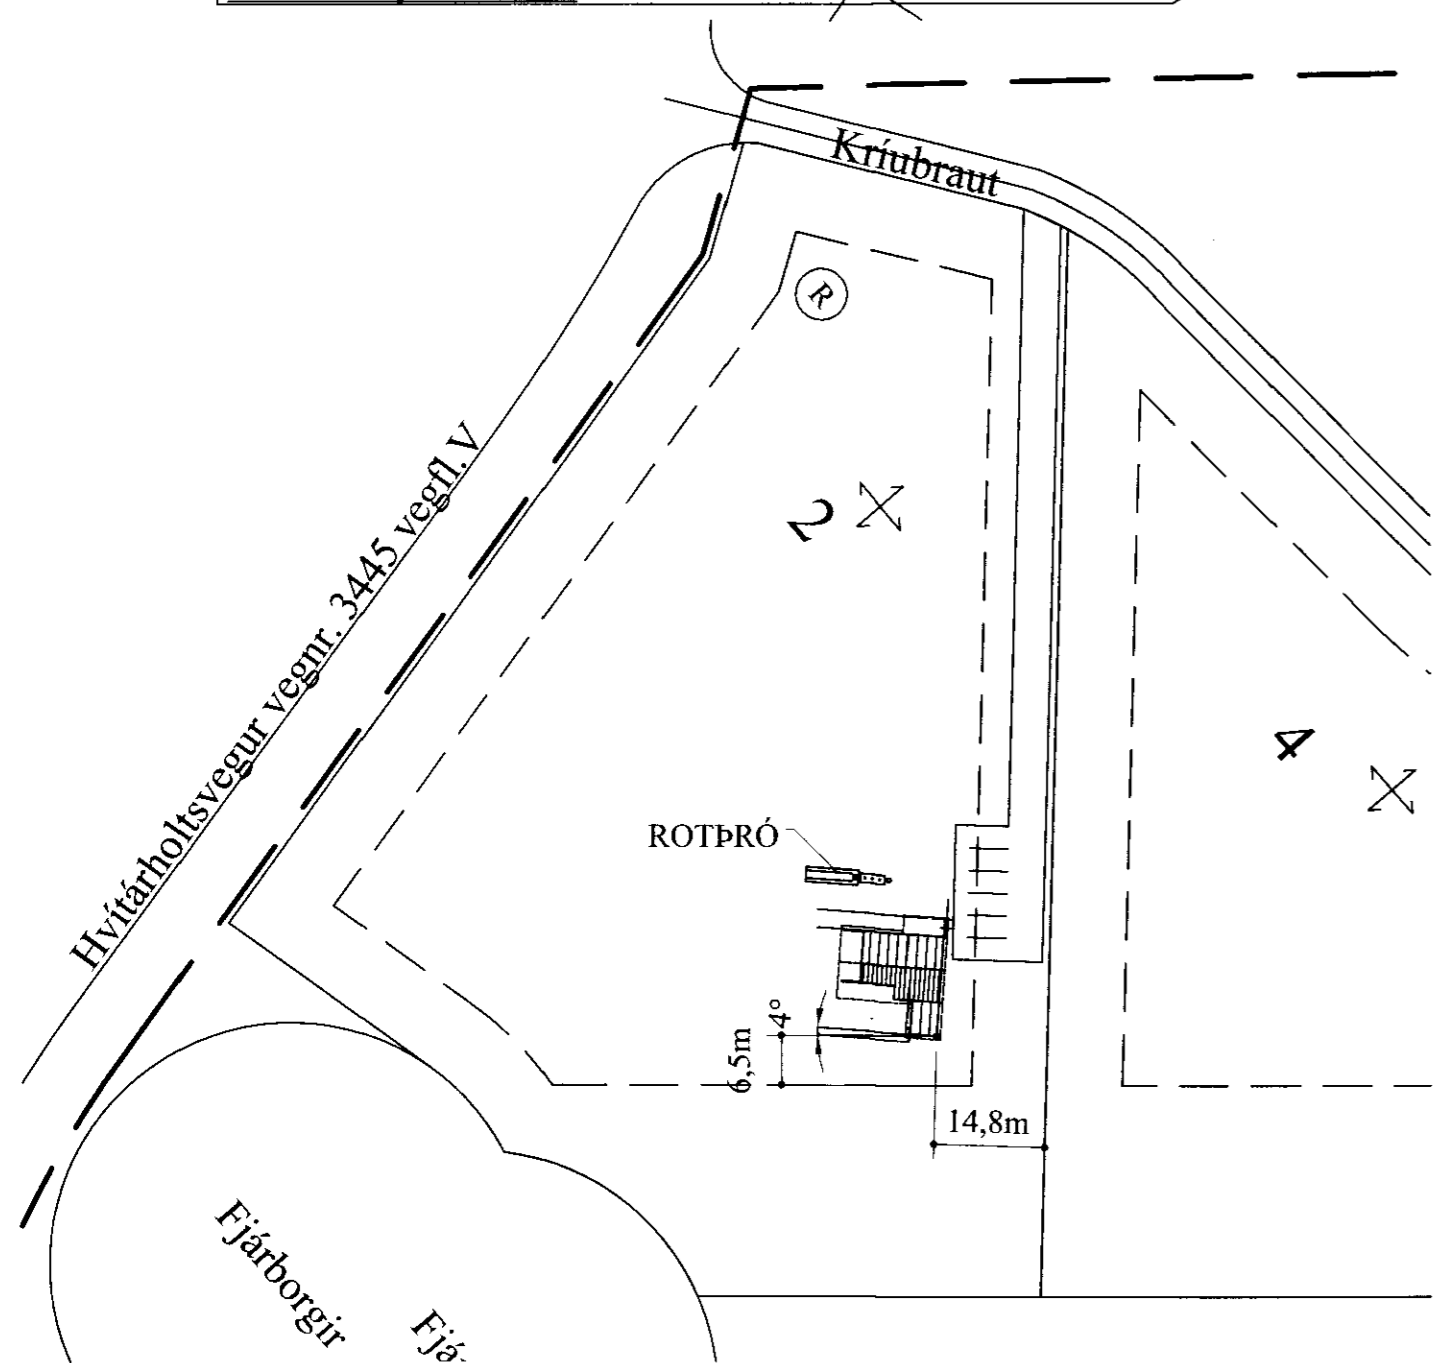 Kríubraut
R
Hvítárholtsvegur vegnr. 3445 vegfl. V
2
4
ROTÞRÓ
4°
6,5m
14,8m
Fjárborgir